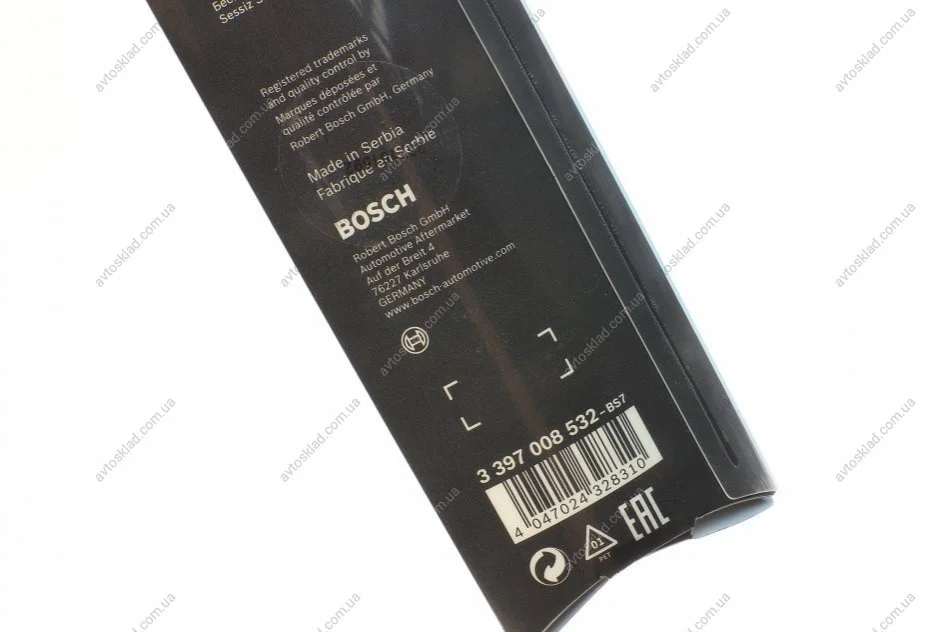 Sessiz
Registered trademarks
and quality control by
Marques déposées et
qualité contrôlée par
Robert Bosch GmbH, Germany
Made in Serbia
Fabriqué en Serbie
BOSCH
Robert Bosch GmbH
Automotive Aftermarket
Auf der Breit 4
76227 Karlsruhe
GERMANY
www.bosch-automotive.com
3 397 008 532-BS7
4 047024 328310
01
PET
EAC
avtosklad.com.ua